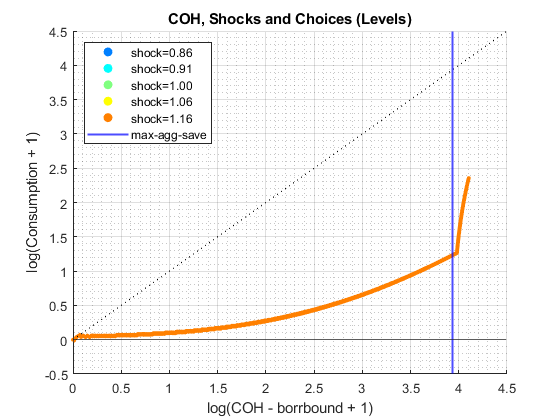 COH, Shocks and Choices (Levels)
4.5
4
3.5
3
2.5
2
1.5
1
0.5
0
-0.5
log(Consumption + 1)
shock=0.86
shock=0.91
shock=1.00
shock=1.06
shock=1.16
max-agg-save
0 0.5 1 1.5 2 2.5 3 3.5 4 4.5
log(COH - borrbound + 1)